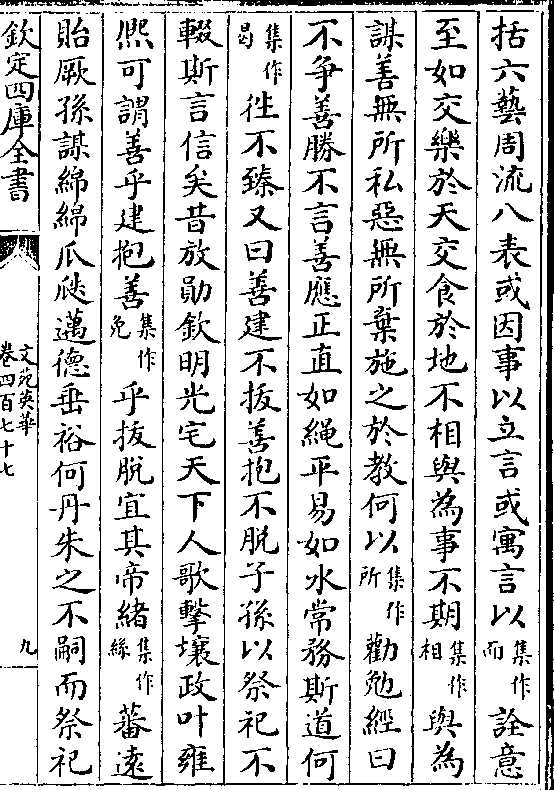 括六藝周流八表或因事以立言或寓言以集作而詮意
至如交樂於天交食於地不相與為事不期集作相與為
謀善無所私惡無所棄施之於教何以集作所勸勉經曰
不爭善勝不言善應正直如繩平易如水常務斯道何
集作曷徃不臻又曰善建不拔善抱不脫子孫以祭祀不
輟斯言信矣昔放勛欽明光宅天下人歌擊壤政叶雍
熙可謂善乎建抱善集作免乎拔脫宜其帝緒集作絲蕃遠
貽厥孫謀綿綿瓜瓞邁德垂裕何丹朱之不嗣而祭祀
欽定四庫全書
文苑英華
卷四百七十七
九